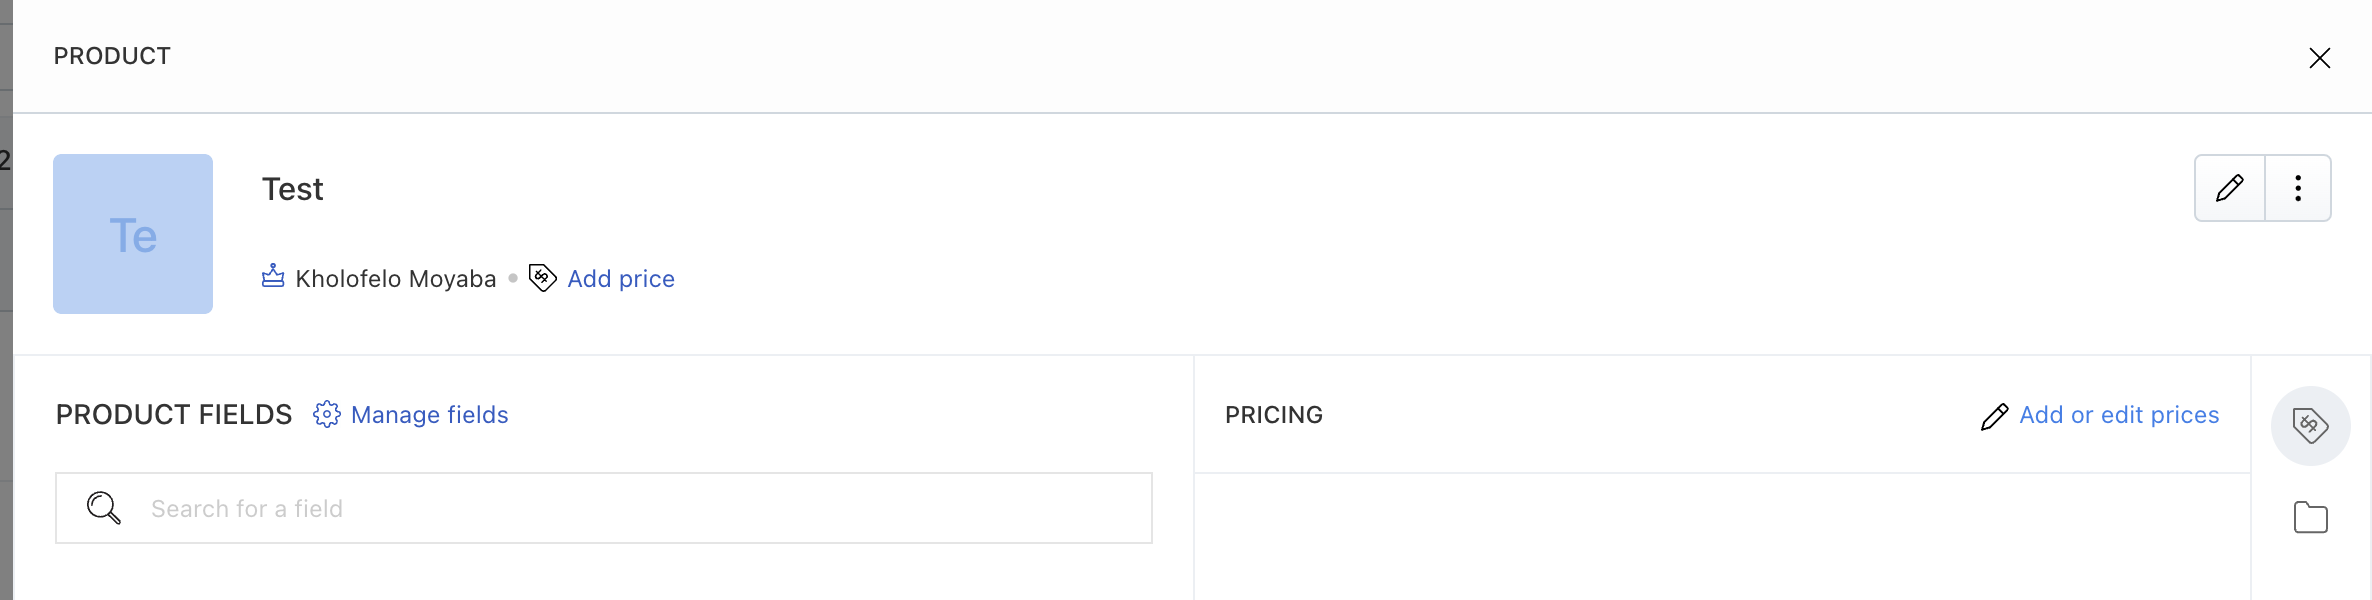 PRODUCT
2
Te
Test
Kholofelo Moyaba • Add price
PRODUCT FIELDS Manage fields
PRICING
Add or edit prices
Search for a field